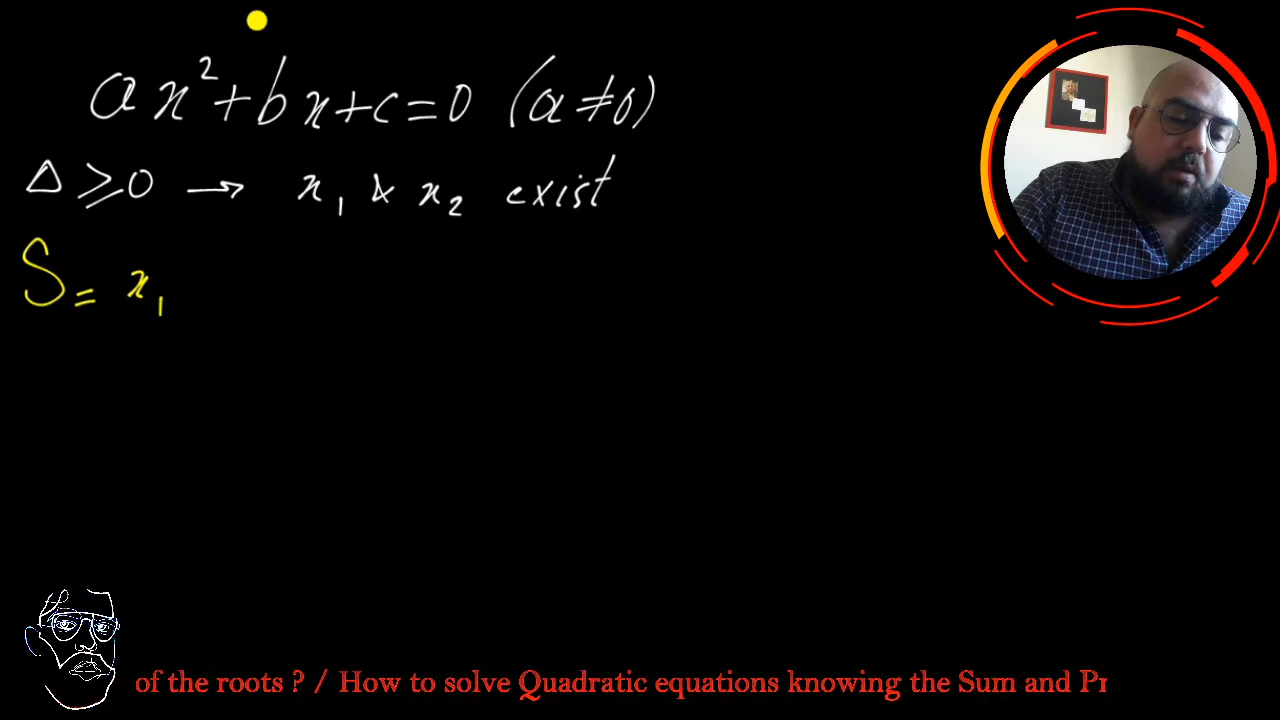 ax²+bx+c=0 (a≠0)
Δ⩾0 → x₁ & x₂ exist
S= x₁
of the roots ? / How to solve Quadratic equations knowing the Sum and Pr